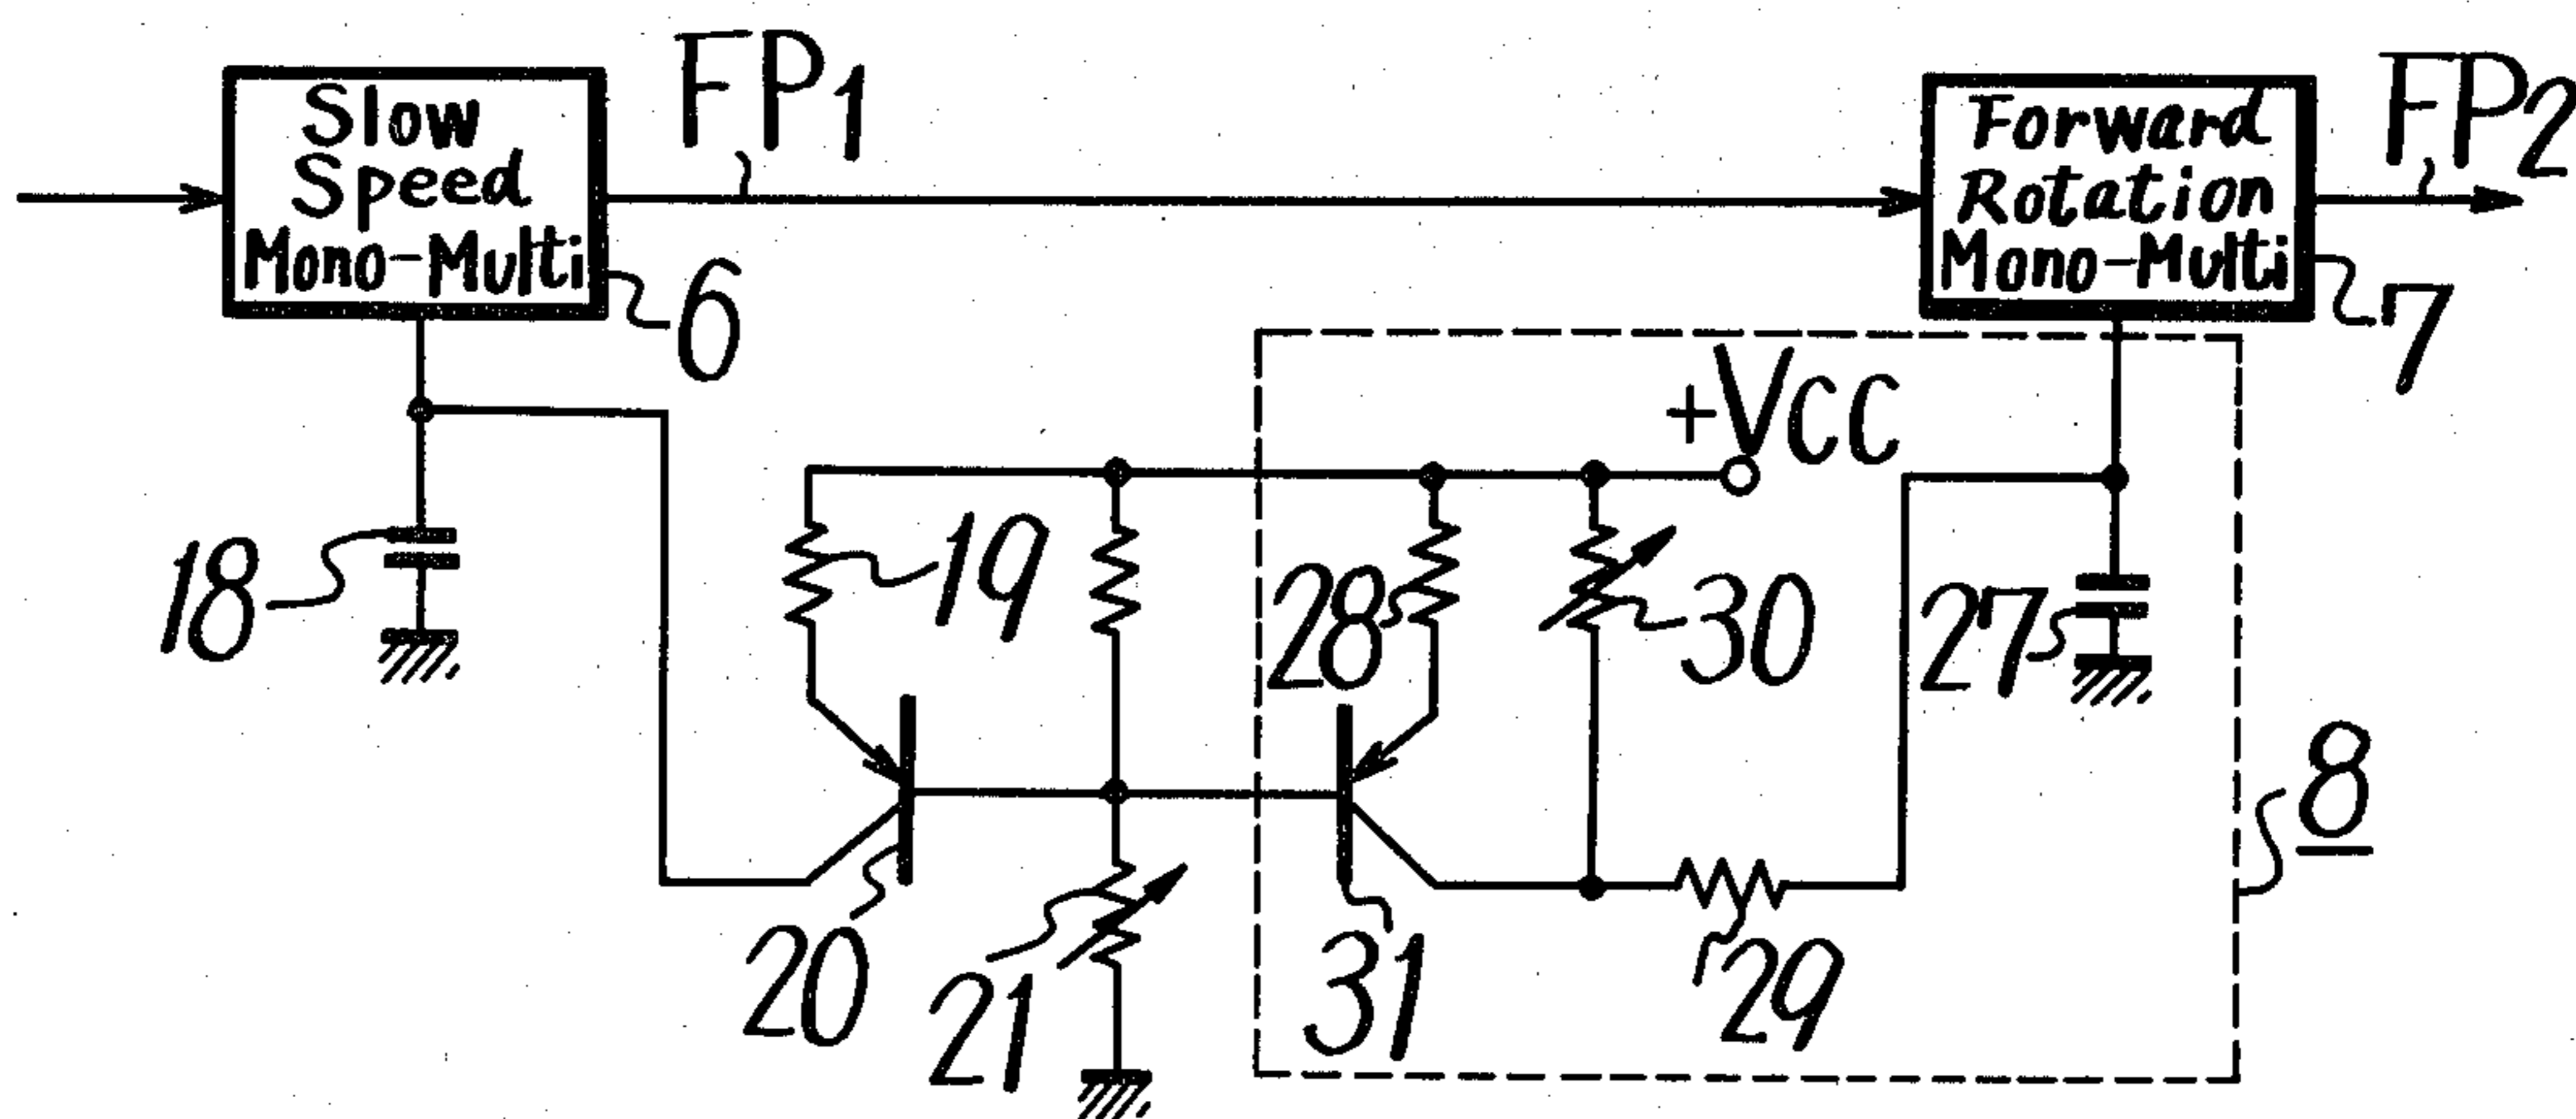 FP1
FP2
Slow
Speed
Mono-Multi
Forward
Rotation
Mono-Multi
6
7
+Vcc
18
19
28
30
27
8
20
21
31
29